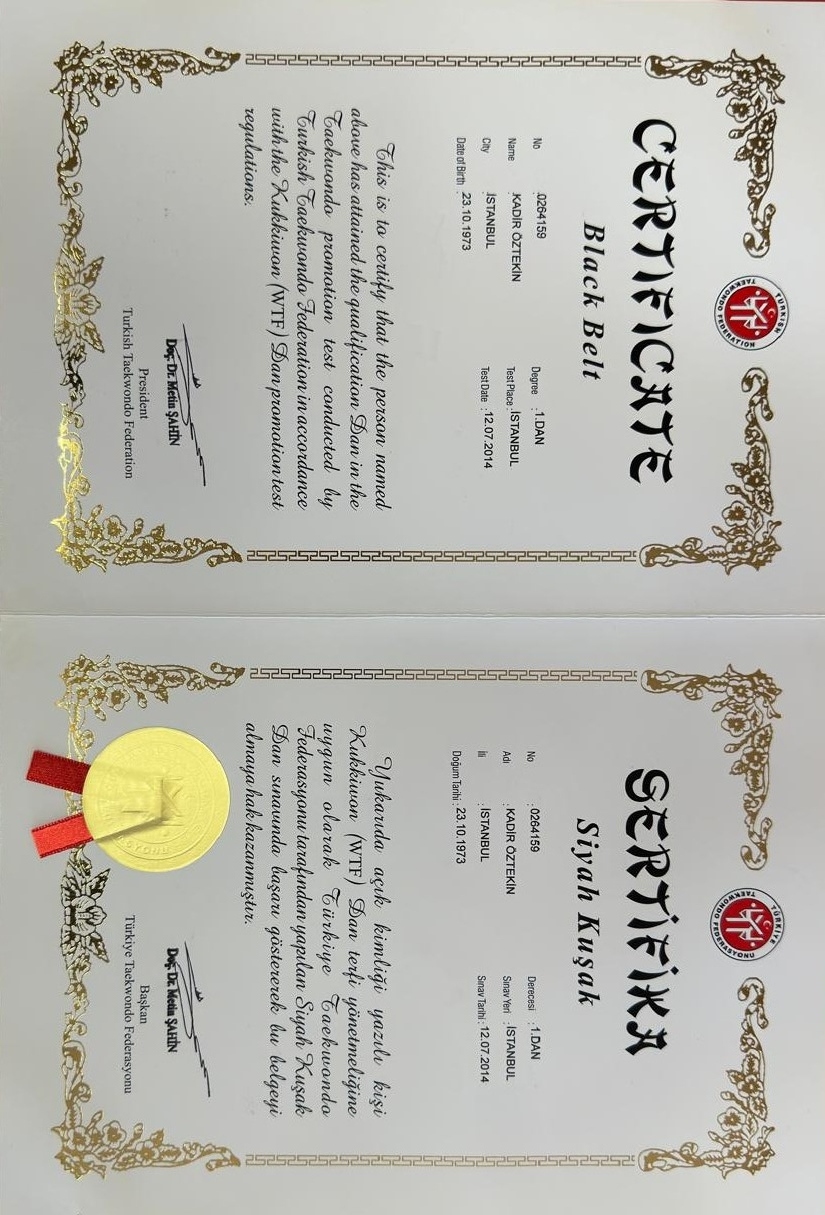 TURKISH TAEKWONDO FEDERATION
CERTIFICATE
Black Belt
No : 0264159 Degree : 1.DAN
Name : KADİR ÖZTEKİN Test Place : İSTANBUL
City : İSTANBUL Test Date : 12.07.2014
Date of Birth : 23.10.1973
This is to certify that the person named
above has attained the qualification Dan in the
Taekwondo promotion test conducted by
Turkish Taekwondo Federation in accordance
with the Kukkiwon (WTF) Dan promotion test
regulations.
Doç. Dr. Metin ŞAHİN
President
Turkish Taekwondo Federation
TÜRKİYE TAEKWONDO FEDERASYONU
SERTİFİKA
Siyah Kuşak
No : 0264159 Derecesi : 1.DAN
Adı : KADİR ÖZTEKİN Sınav Yeri : İSTANBUL
İli : İSTANBUL Sınav Tarihi : 12.07.2014
Doğum Tarihi : 23.10.1973
Yukarıda açık kimliği yazılı kişi
Kukkiwon (WTF) Dan terfi yönetmeliğine
uygun olarak Türkiye Taekwondo
Federasyonu tarafından yapılan Siyah Kuşak
Dan sınavında başarı göstererek bu belgeyi
almaya hak kazanmıştır.
Doç. Dr. Metin ŞAHİN
Başkan
Türkiye Taekwondo Federasyonu